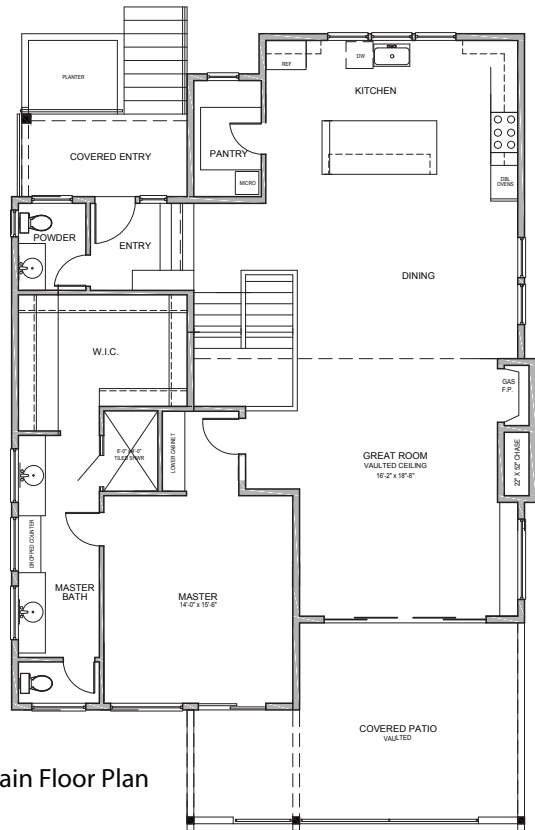 PLANTER
REF
DW
KITCHEN
COVERED ENTRY
PANTRY
MICRO
DBL
OVENS
POWDER
ENTRY
DINING
W.I.C.
GAS
F.P.
LOWER CABINET
TILED SHWR
GREAT ROOM
VAULTED CEILING
16'-2" x 18'-8"
22" X 52" CHASE
DROPPED COUNTER
MASTER
BATH
MASTER
14'-0" x 15'-6"
COVERED PATIO
VAULTED
ain Floor Plan